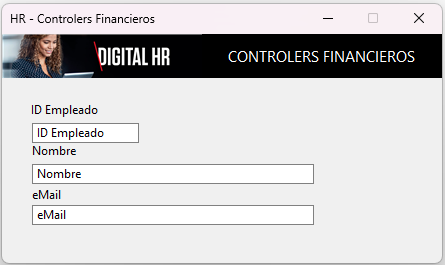 HR - Controlers Financieros
DIGITAL HR
CONTROLERS FINANCIEROS
ID Empleado
ID Empleado
Nombre
Nombre
eMail
eMail